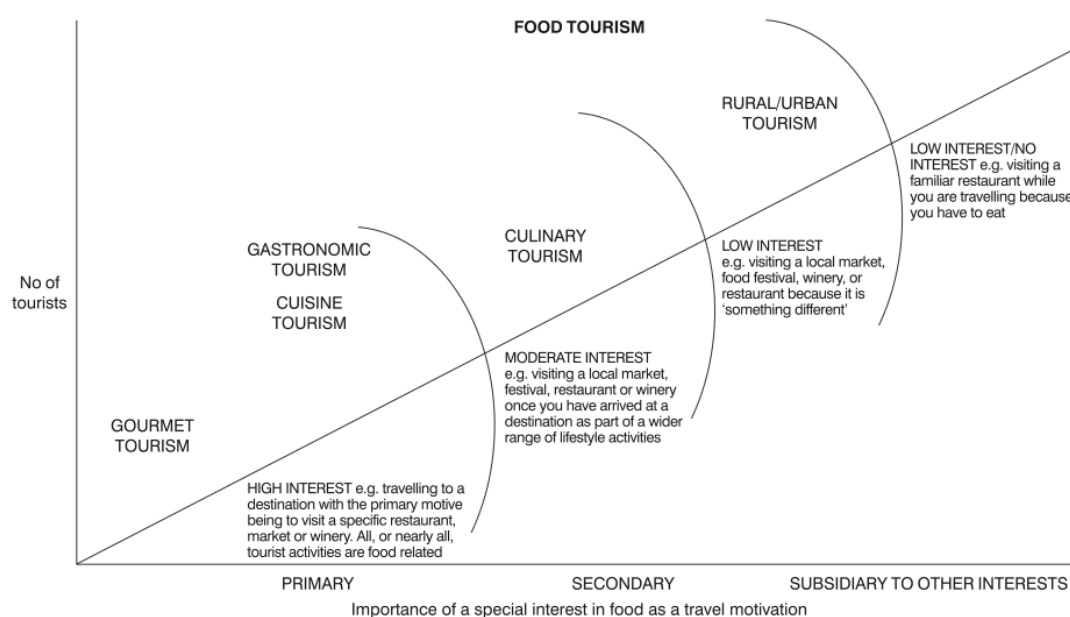 FOOD TOURISM
RURAL/URBAN
TOURISM
LOW INTEREST/NO
INTEREST e.g. visiting a
familiar restaurant while
you are travelling because
you have to eat
CULINARY
TOURISM
LOW INTEREST
e.g. visiting a local market,
food festival, winery, or
restaurant because it is
‘something different’
GASTRONOMIC
TOURISM
CUISINE
TOURISM
No of
tourists
MODERATE INTEREST
e.g. visiting a local market,
festival, restaurant or winery
once you have arrived at a
destination as part of a wider
range of lifestyle activities
GOURMET
TOURISM
HIGH INTEREST e.g. travelling to a
destination with the primary motive
being to visit a specific restaurant,
market or winery. All, or nearly all,
tourist activities are food related
PRIMARY
SECONDARY
SUBSIDIARY TO OTHER INTERESTS
Importance of a special interest in food as a travel motivation